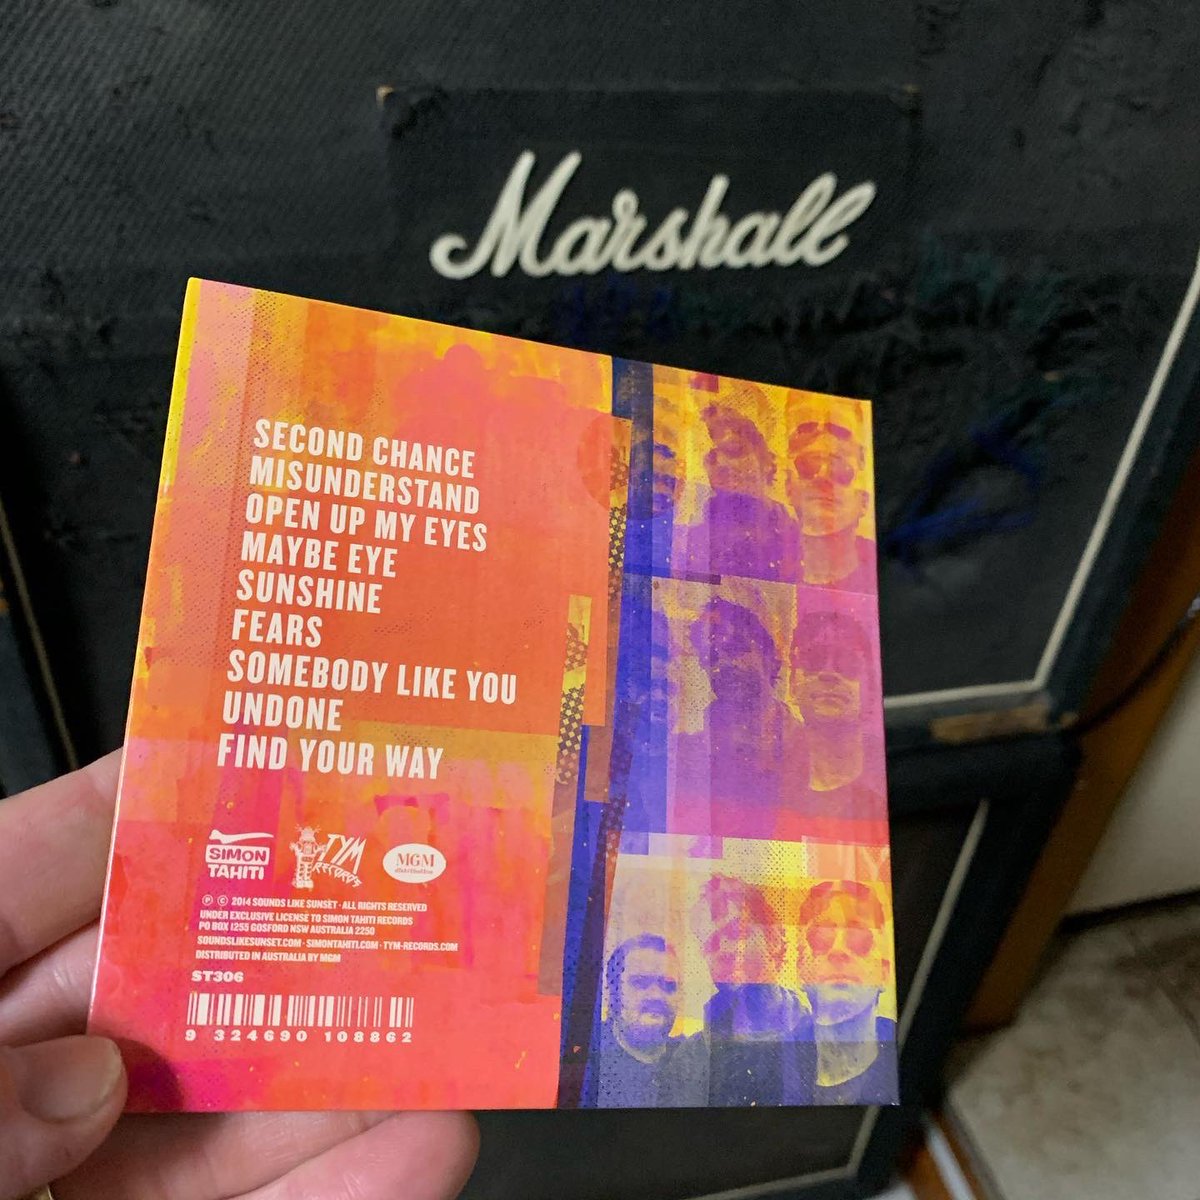 Marshall
SECOND CHANCE
MISUNDERSTAND
OPEN UP MY EYES
MAYBE EYE
SUNSHINE
FEARS
SOMEBODY LIKE YOU
UNDONE
FIND YOUR WAY
SIMON
TAHITI
TYM
RECORDS
MGM
distribution
℗ © 2014 SOUNDS LIKE SUNSET · ALL RIGHTS RESERVED
UNDER EXCLUSIVE LICENSE TO SIMON TAHITI RECORDS
PO BOX 1255 GOSFORD NSW AUSTRALIA 2250
SOUNDSLIKESUNSET.COM · SIMONTAHITI.COM · TYM-RECORDS.COM
DISTRIBUTED IN AUSTRALIA BY MGM
ST306
9 324690 108862